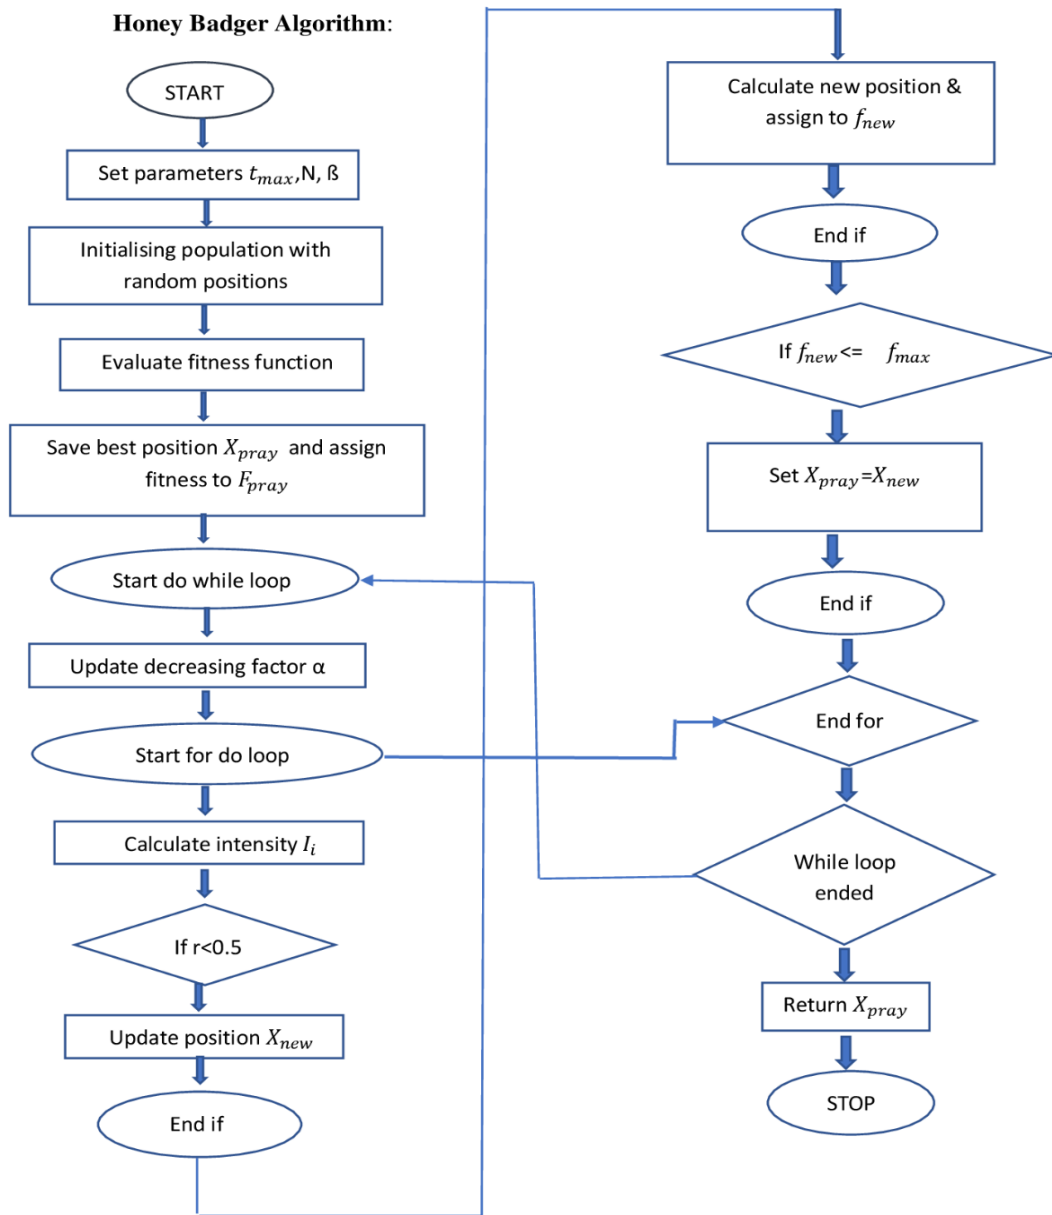 Honey Badger Algorithm:
START
Set parameters t_max,N, ß
Initialising population with
random positions
Evaluate fitness function
Save best position X_pray and assign
fitness to F_pray
Start do while loop
Update decreasing factor α
Start for do loop
Calculate intensity I_i
If r<0.5
Update position X_new
End if
Calculate new position &
assign to f_new
End if
If f_new<= f_max
Set X_pray=X_new
End if
End for
While loop
ended
Return X_pray
STOP